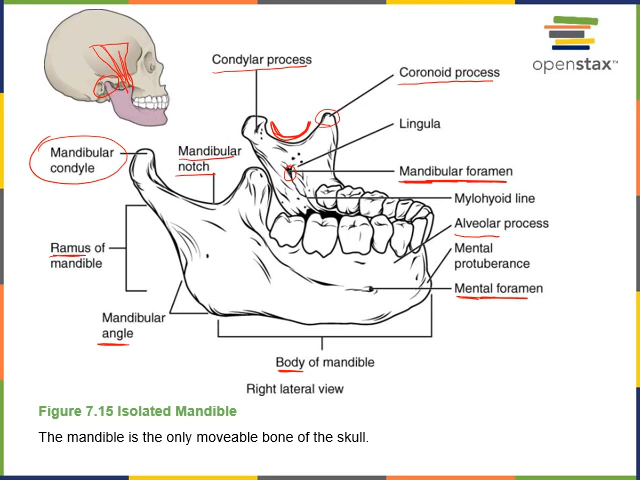 openstax™
Condylar process
Coronoid process
Lingula
Mandibular
condyle
Mandibular
notch
Mandibular foramen
Mylohyoid line
Alveolar process
Ramus of
mandible
Mental
protuberance
Mental foramen
Mandibular
angle
Body of mandible
Right lateral view
Figure 7.15 Isolated Mandible
The mandible is the only moveable bone of the skull.